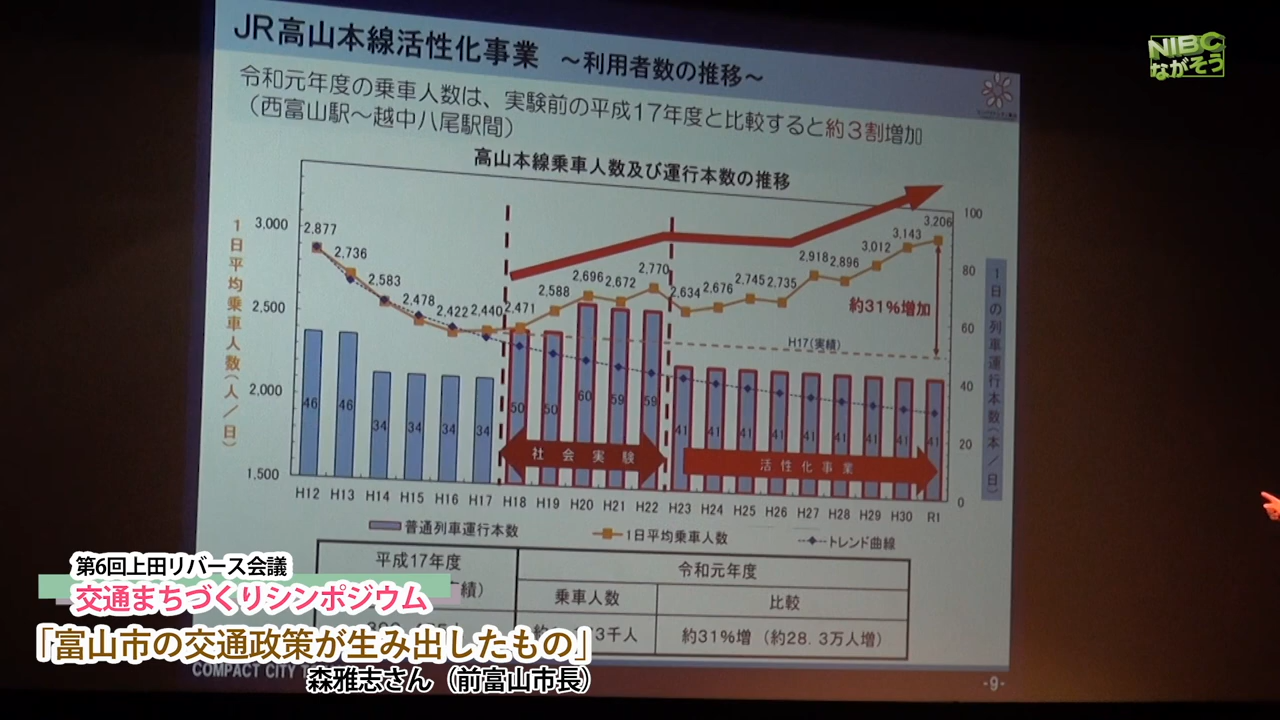 JR高山本線活性化事業 ～利用者数の推移～
NIBC
ながそう
令和元年度の乗車人数は、実験前の平成17年度と比較すると約3割増加
（西富山駅～越中八尾駅間）
高山本線乗車人数及び運行本数の推移
1日平均乗車人数（人／日）
3,000
2,500
2,000
1,500
2,877
2,736
2,583
2,478
2,422
2,440
2,471
2,588
2,696
2,672
2,770
2,634
2,676
2,745
2,735
2,918
2,896
3,012
3,143
3,206
約31%増加
H17(実績)
100
80
60
40
20
0
1日の列車運行本数（本／日）
46 46 34 34 34 34 50 50 60 59 59 41 41 41 41 41 41 41 41 41
社会実験
活性化事業
H12 H13 H14 H15 H16 H17 H18 H19 H20 H21 H22 H23 H24 H25 H26 H27 H28 H29 H30 R1
普通列車運行本数 1日平均乗車人数 トレンド曲線
平成17年度
績）
令和元年度
乗車人数 比較
3千人 約31%増（約28.3万人増）
第6回上田リバース会議
交通まちづくりシンポジウム
「富山市の交通政策が生み出したもの」
COMPACT CITY
森雅志さん（前富山市長）
-9-